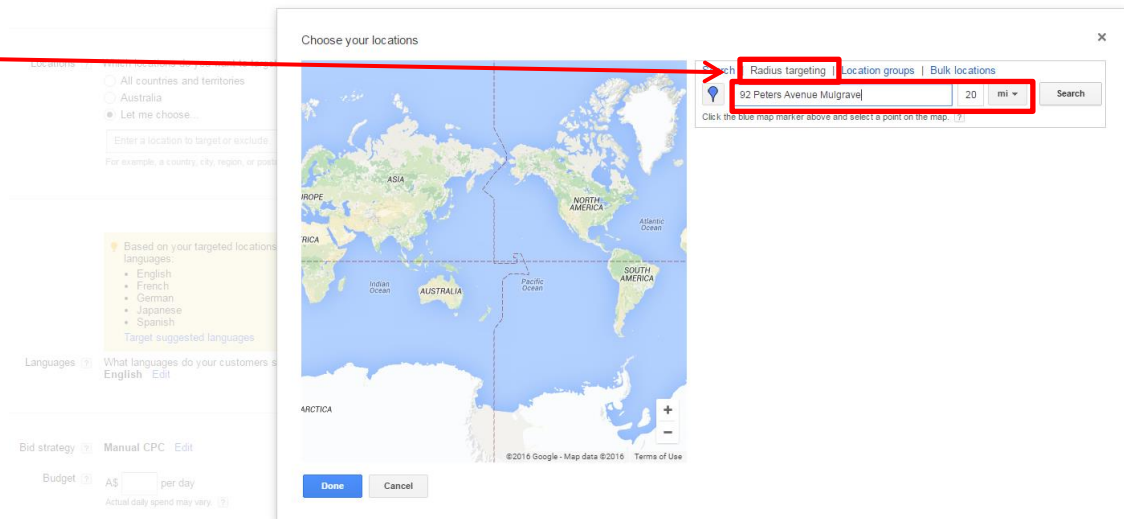 Choose your locations
×
Locations
All countries and territories
Australia
Let me choose...
Enter a location to target or exclude
For example, a country, city, region, or
Based on your targeted locations
languages:
• English
• French
• German
• Japanese
• Spanish
Target suggested languages
Languages ? What languages do your customers s
English Edit
Bid strategy ? Manual CPC Edit
Budget ? A$ per day
Actual daily spend may vary. ?
ASIA
NORTH
AMERICA
Atlantic
Ocean
SOUTH
AMERICA
Indian
Ocean
AUSTRALIA
Pacific
Ocean
ARCTICA
+
−
©2016 Google - Map data ©2016 Terms of Use
Search | Radius targeting | Location groups | Bulk locations
92 Peters Avenue Mulgrave 20 mi Search
Click the blue map marker above and select a point on the map. ?
Done Cancel